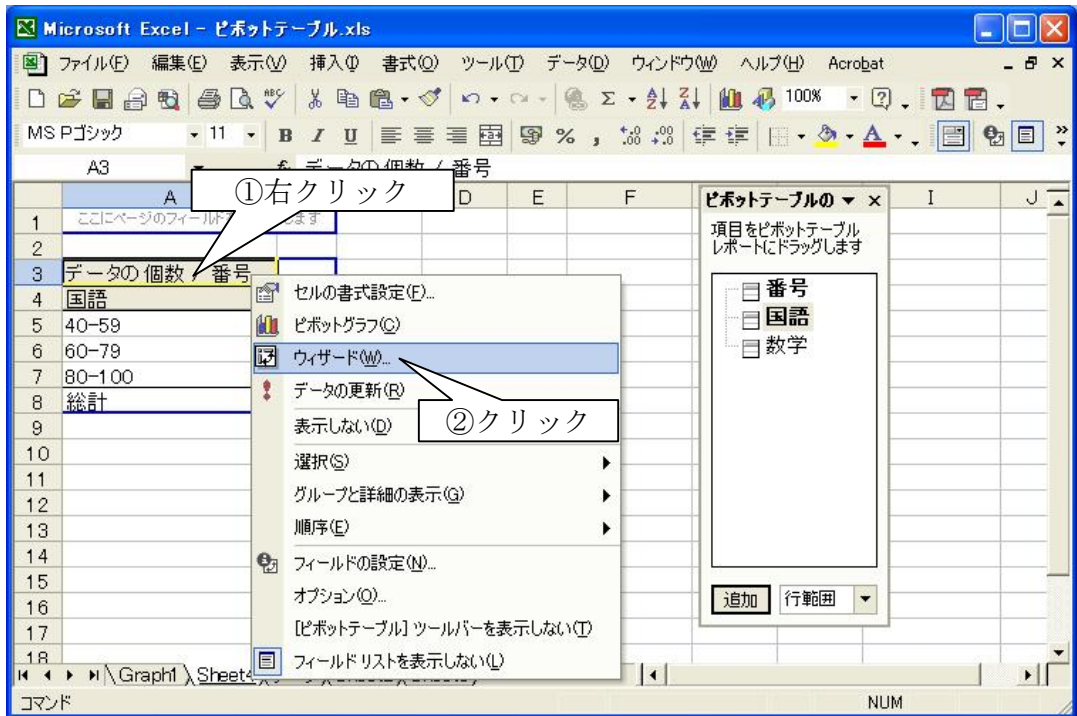 Microsoft Excel - ピボットテーブル.xls
ファイル(F) 編集(E) 表示(V) 挿入(I) 書式(O) ツール(T) データ(D) ウィンドウ(W) ヘルプ(H) Acrobat
100%
MS Pゴシック 11 B I U % ,
A3 データの個数 / 番号
①右クリック
A D E F I J
1 ここにページのフィールド
2
3 データの個数 / 番号
4 国語
5 40-59
6 60-79
7 80-100
8 総計
9
10
11
12
13
14
15
16
17
18
セルの書式設定(F)...
ピボットグラフ(C)
ウィザード(W)...
データの更新(R)
②クリック
表示しない(D)
選択(S)
グループと詳細の表示(G)
順序(E)
フィールドの設定(N)...
オプション(O)...
[ピボットテーブル] ツールバーを表示しない(T)
フィールド リストを表示しない(L)
ピボットテーブルの
項目をピボットテーブル
レポートにドラッグします
番号
国語
数学
追加 行範囲
Graph1 Sheet4
コマンド NUM